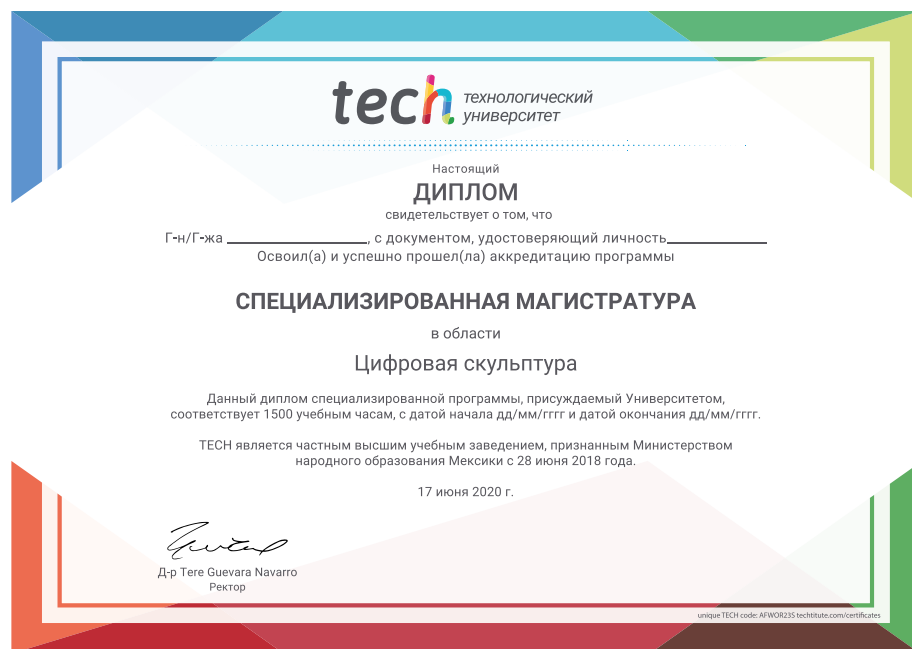 tech технологический
университет
Настоящий
ДИПЛОМ
свидетельствует о том, что
Г-н/Г-жа ____________, с документом, удостоверяющий личность____________
Освоил(а) и успешно прошел(ла) аккредитацию программы
СПЕЦИАЛИЗИРОВАННАЯ МАГИСТРАТУРА
в области
Цифровая скульптура
Данный диплом специализированной программы, присуждаемый Университетом,
соответствует 1500 учебным часам, с датой начала дд/мм/гггг и датой окончания дд/мм/гггг.
TECH является частным высшим учебным заведением, признанным Министерством
народного образования Мексики с 28 июня 2018 года.
17 июня 2020 г.
Д-р Tere Guevara Navarro
Ректор
unique TECH code: AFWOR23S techtitute.com/certificates